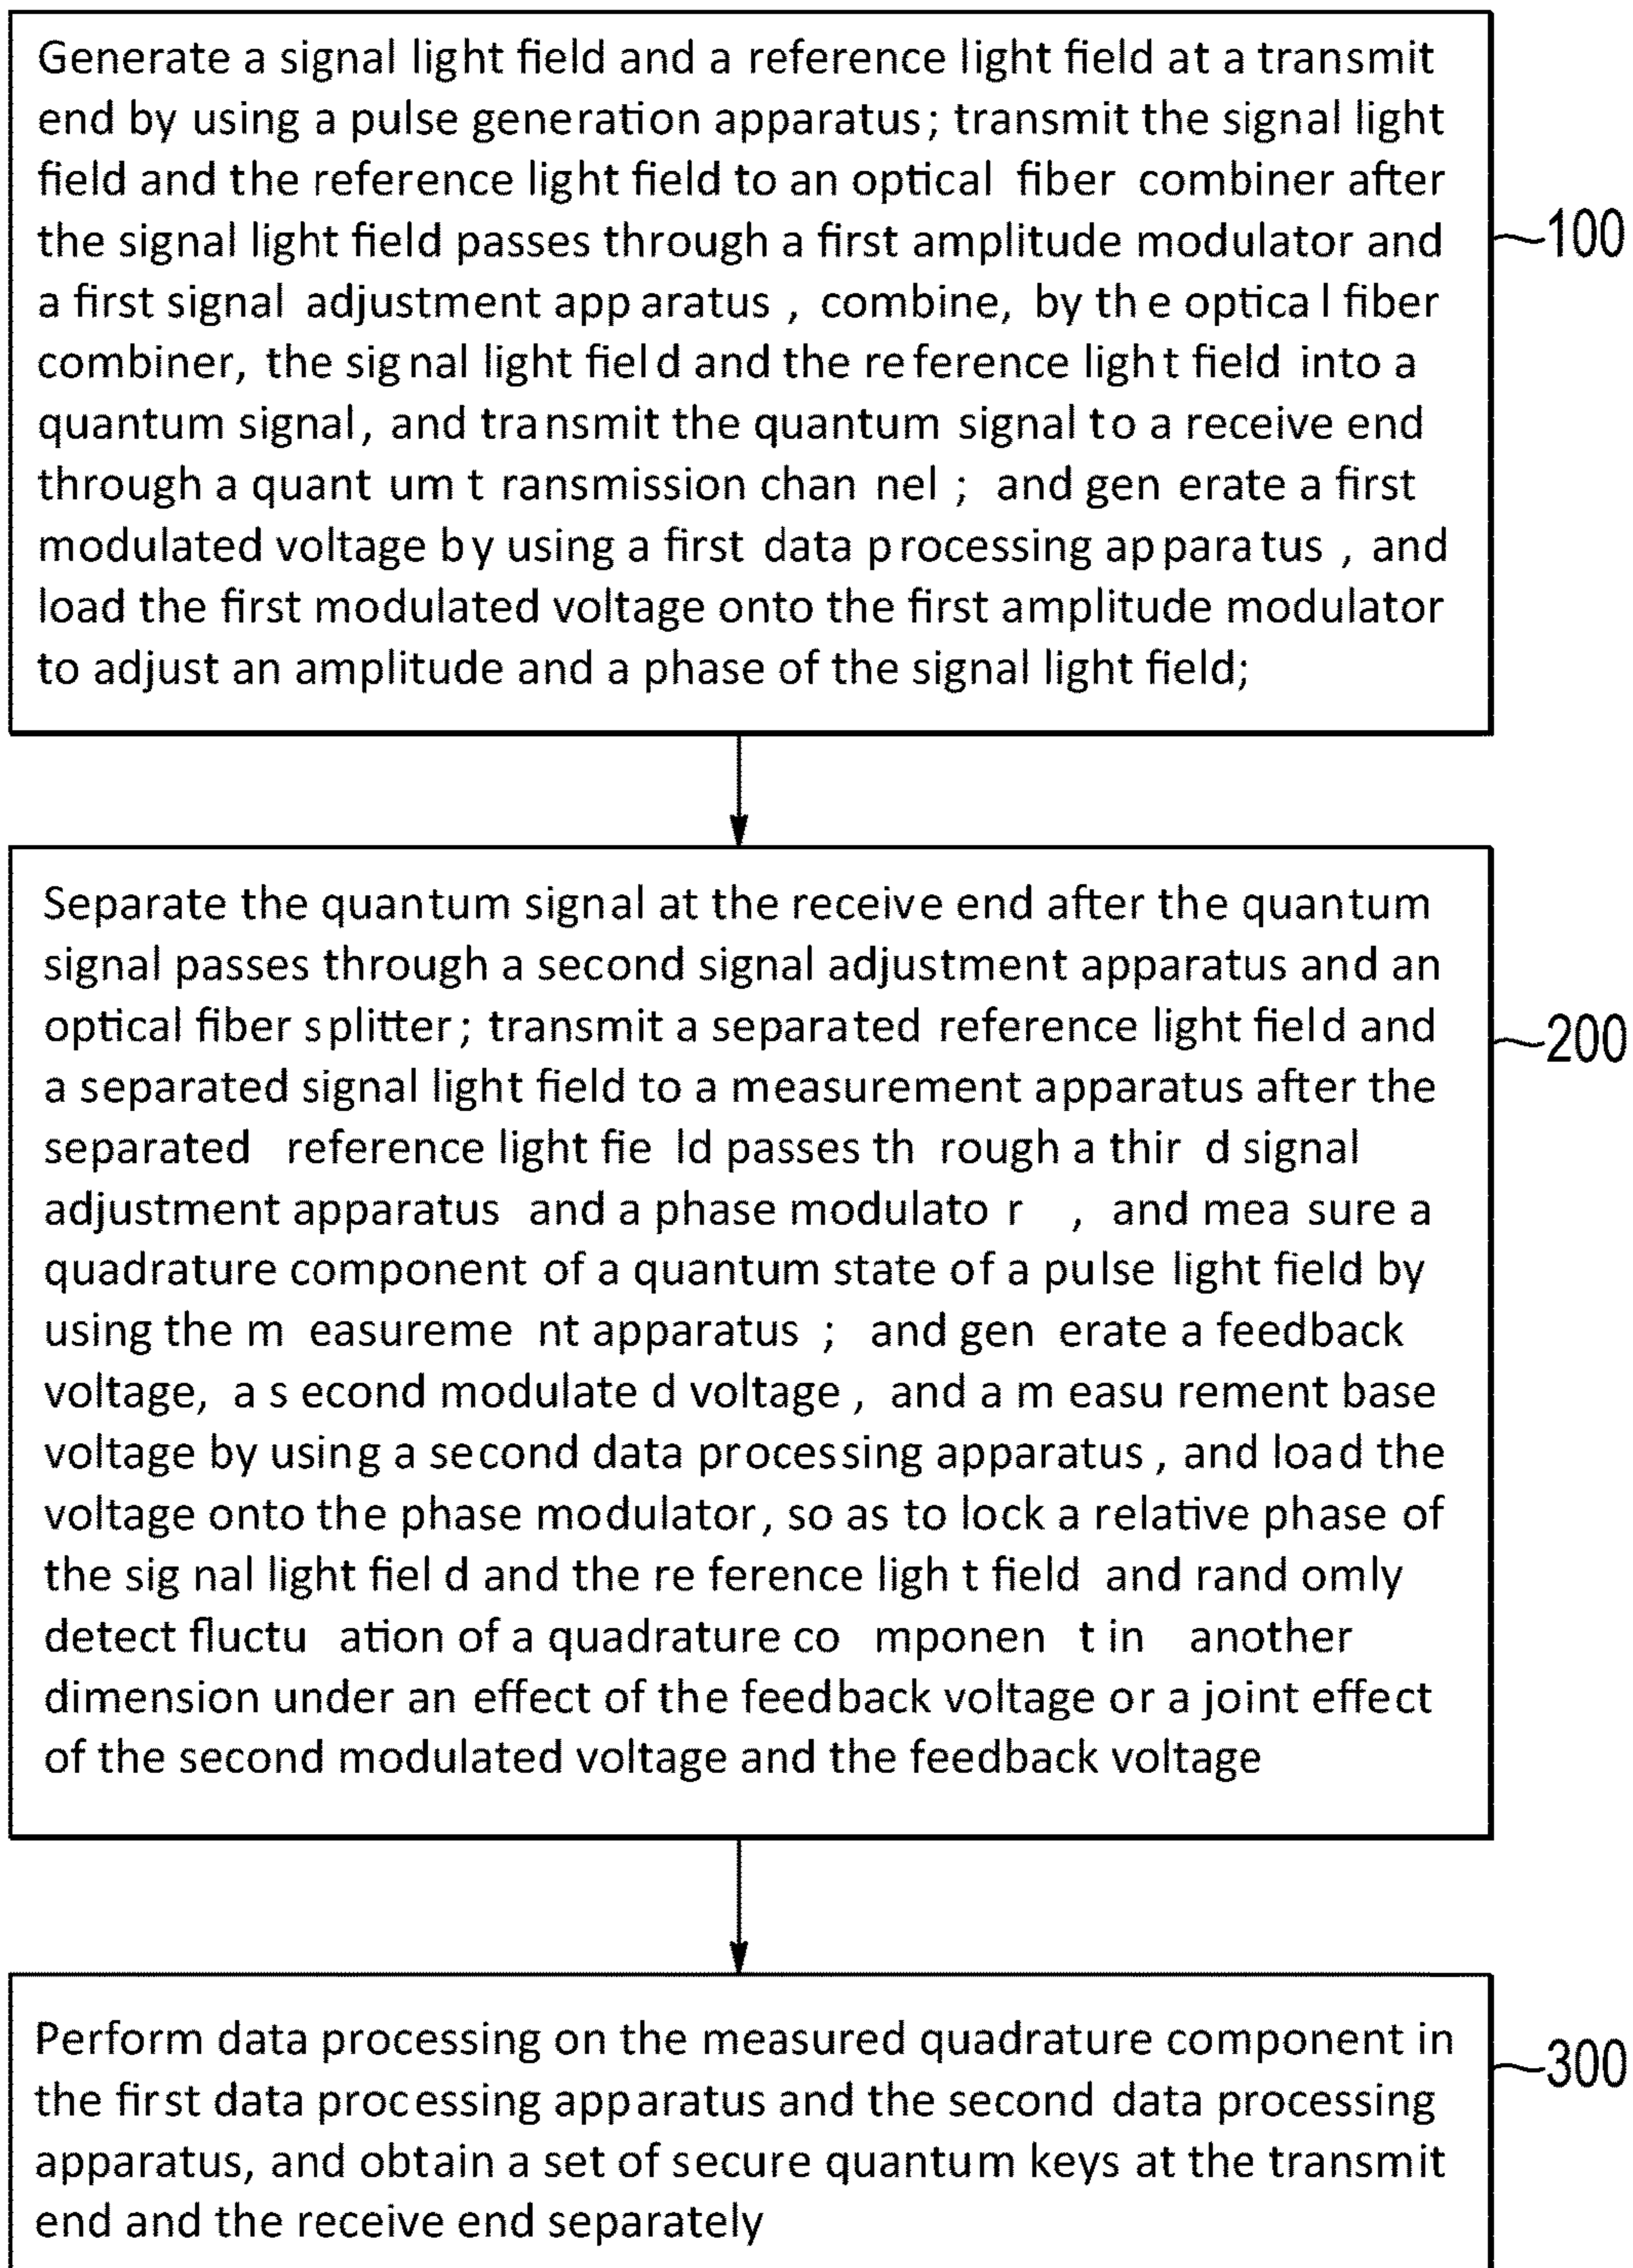 Generate a signal light field and a reference light field at a transmit
end by using a pulse generation apparatus; transmit the signal light
field and the reference light field to an optical fiber combiner after
the signal light field passes through a first amplitude modulator and
a first signal adjustment apparatus, combine, by the optical fiber
combiner, the signal light field and the reference light field into a
quantum signal, and transmit the quantum signal to a receive end
through a quantum transmission channel; and generate a first
modulated voltage by using a first data processing apparatus, and
load the first modulated voltage onto the first amplitude modulator
to adjust an amplitude and a phase of the signal light field;
100
Separate the quantum signal at the receive end after the quantum
signal passes through a second signal adjustment apparatus and an
optical fiber splitter; transmit a separated reference light field and
a separated signal light field to a measurement apparatus after the
separated reference light field passes through a third signal
adjustment apparatus and a phase modulator, and measure a
quadrature component of a quantum state of a pulse light field by
using the measurement apparatus; and generate a feedback
voltage, a second modulated voltage, and a measurement base
voltage by using a second data processing apparatus, and load the
voltage onto the phase modulator, so as to lock a relative phase of
the signal light field and the reference light field and randomly
detect fluctuation of a quadrature component in another
dimension under an effect of the feedback voltage or a joint effect
of the second modulated voltage and the feedback voltage
200
Perform data processing on the measured quadrature component in
the first data processing apparatus and the second data processing
apparatus, and obtain a set of secure quantum keys at the transmit
end and the receive end separately
300